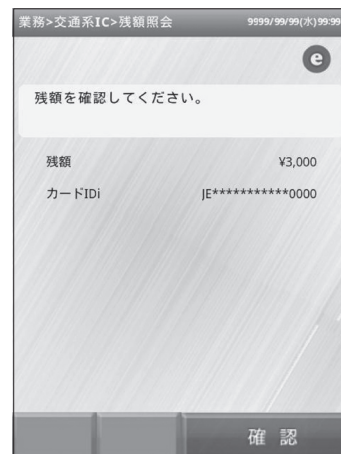 業務>交通系IC>残額照会 9999/99/99(水)99:99
e
残額を確認してください。
残額 ¥3,000
カードIDi JE***********0000
確 認